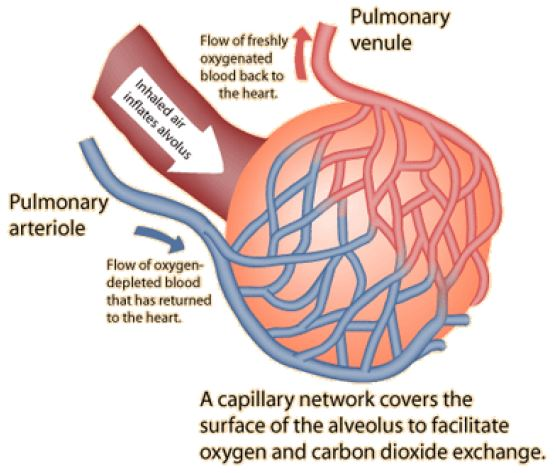 Pulmonary
venule
Flow of freshly
oxygenated
blood back to
the heart.
Inhaled air
inflates alvolus
Pulmonary
arteriole
Flow of oxygen-
depleted blood
that has returned
to the heart.
A capillary network covers the
surface of the alveolus to facilitate
oxygen and carbon dioxide exchange.